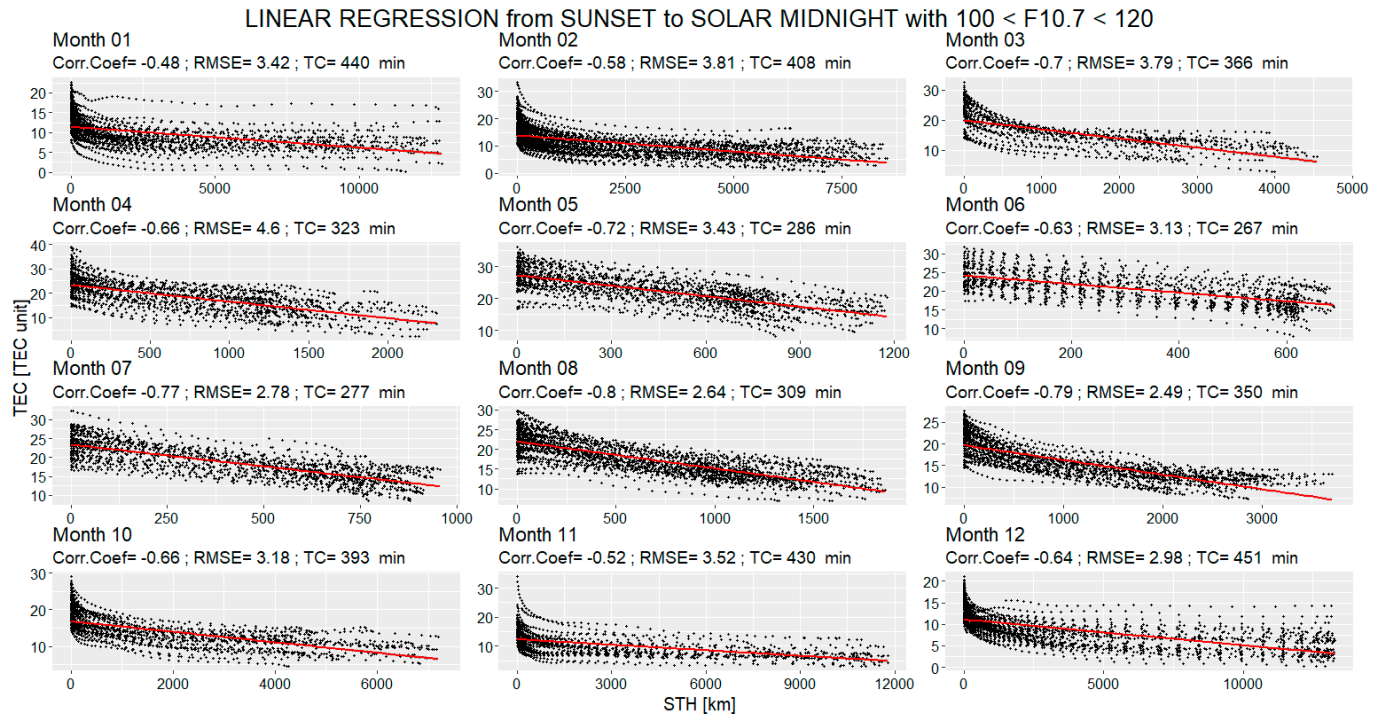 LINEAR REGRESSION from SUNSET to SOLAR MIDNIGHT with 100 < F10.7 < 120
TEC [TEC unit]
Month 01
Corr.Coef= -0.48 ; RMSE= 3.42 ; TC= 440 min
20
15
10
5
0
0 5000 10000
Month 02
Corr.Coef= -0.58 ; RMSE= 3.81 ; TC= 408 min
30
20
10
0
0 2500 5000 7500
Month 03
Corr.Coef= -0.7 ; RMSE= 3.79 ; TC= 366 min
30
20
10
0 1000 2000 3000 4000 5000
Month 04
Corr.Coef= -0.66 ; RMSE= 4.6 ; TC= 323 min
40
30
20
10
0 500 1000 1500 2000
Month 05
Corr.Coef= -0.72 ; RMSE= 3.43 ; TC= 286 min
30
20
10
0 300 600 900 1200
Month 06
Corr.Coef= -0.63 ; RMSE= 3.13 ; TC= 267 min
30
25
20
15
10
0 200 400 600
Month 07
Corr.Coef= -0.77 ; RMSE= 2.78 ; TC= 277 min
30
25
20
15
10
0 250 500 750 1000
Month 08
Corr.Coef= -0.8 ; RMSE= 2.64 ; TC= 309 min
30
25
20
15
10
0 500 1000 1500
Month 09
Corr.Coef= -0.79 ; RMSE= 2.49 ; TC= 350 min
25
20
15
10
0 1000 2000 3000
Month 10
Corr.Coef= -0.66 ; RMSE= 3.18 ; TC= 393 min
30
20
10
0 2000 4000 6000
Month 11
Corr.Coef= -0.52 ; RMSE= 3.52 ; TC= 430 min
30
20
10
0 3000 6000 9000 12000
Month 12
Corr.Coef= -0.64 ; RMSE= 2.98 ; TC= 451 min
20
15
10
5
0
0 5000 10000
STH [km]